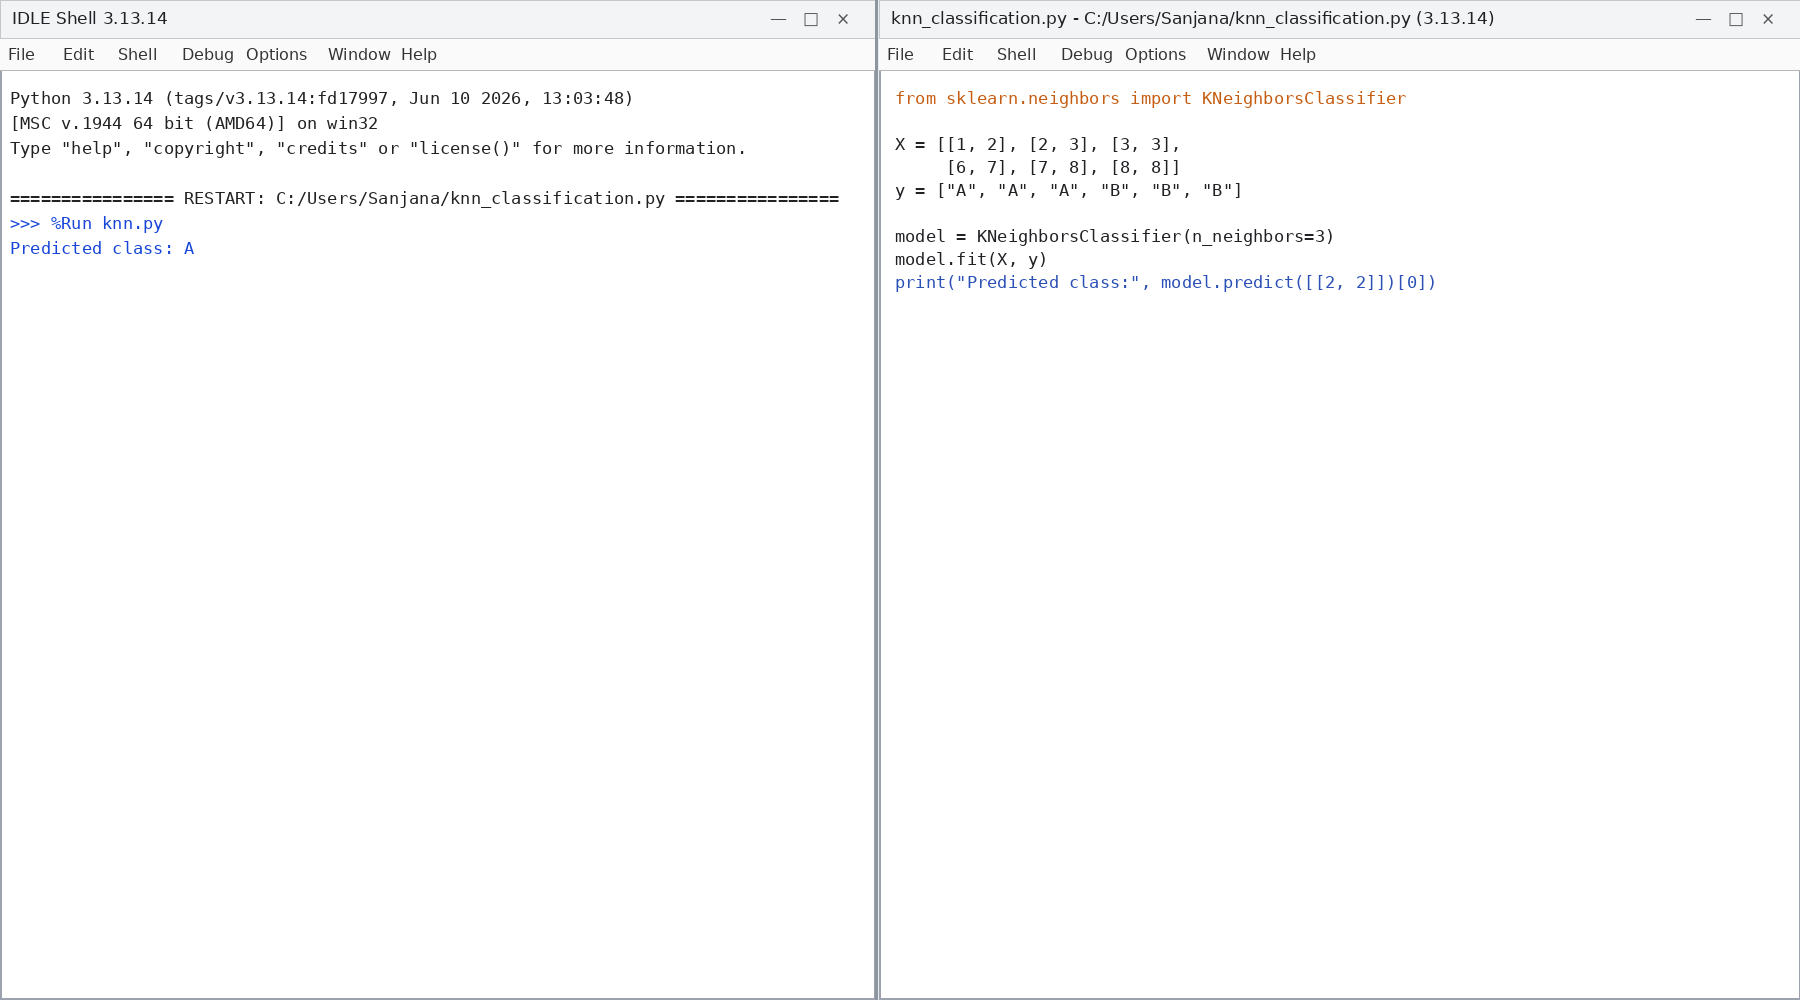 IDLE Shell 3.13.14
File Edit Shell Debug Options Window Help
Python 3.13.14 (tags/v3.13.14:fd17997, Jun 10 2026, 13:03:48)
[MSC v.1944 64 bit (AMD64)] on win32
Type "help", "copyright", "credits" or "license()" for more information.
================ RESTART: C:/Users/Sanjana/knn_classification.py ================
>>> %Run knn.py
Predicted class: A
knn_classification.py - C:/Users/Sanjana/knn_classification.py (3.13.14)
File Edit Shell Debug Options Window Help
from sklearn.neighbors import KNeighborsClassifier
X = [[1, 2], [2, 3], [3, 3],
     [6, 7], [7, 8], [8, 8]]
y = ["A", "A", "A", "B", "B", "B"]
model = KNeighborsClassifier(n_neighbors=3)
model.fit(X, y)
print("Predicted class:", model.predict([[2, 2]])[0])